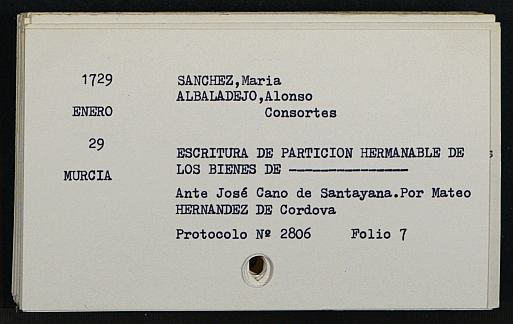 1729
SANCHEZ,Maria
ALBALADEJO,Alonso
ENERO
Consortes
29
ESCRITURA DE PARTICION HERMANABLE DE
MURCIA
LOS BIENES DE ---------------
Ante José Cano de Santayana.Por Mateo
HERNANDEZ DE Cordova
Protocolo Nº 2806 Folio 7